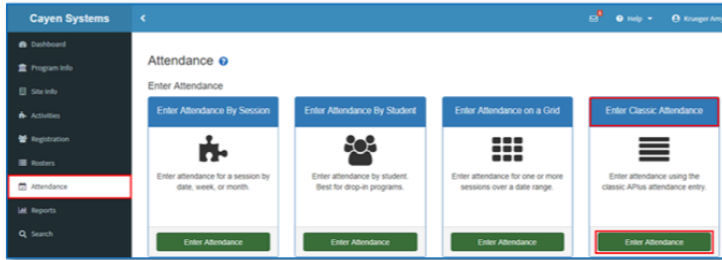 Cayen Systems
Help
Krueger Amy
Dashboard
Program Info
Site Info
Activities
Registration
Rosters
Attendance
Reports
Search
Attendance
Enter Attendance
Enter Attendance By Session
Enter attendance for a session by
date, week, or month.
Enter Attendance
Enter Attendance By Student
Enter attendance by student.
Best for drop-in programs.
Enter Attendance
Enter Attendance on a Grid
Enter attendance for one or more
sessions over a date range.
Enter Attendance
Enter Classic Attendance
Enter attendance using the
classic APlus attendance entry.
Enter Attendance